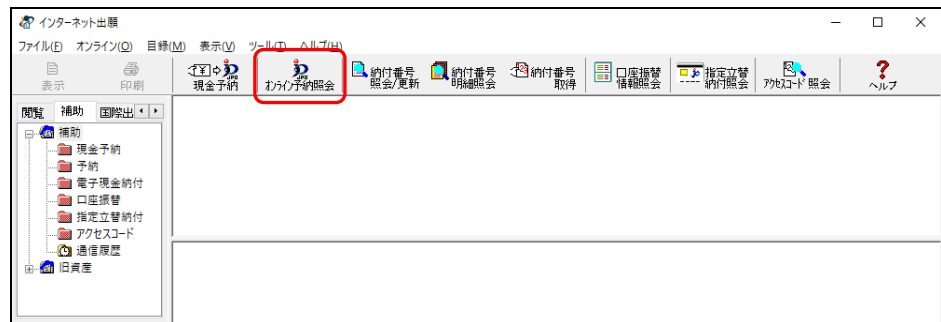 インターネット出願
ファイル(F) オンライン(O) 目録(M) 表示(V) ツール(T) ヘルプ(H)
表示 印刷 現金予納 オンライン予納照会 納付番号照会/更新 納付番号明細照会 納付番号取得 口座振替情報照会 指定立替納付照会 アクセスコード照会 ヘルプ
閲覧 補助 国際出
補助
現金予納
予納
電子現金納付
口座振替
指定立替納付
アクセスコード
通信履歴
旧資産